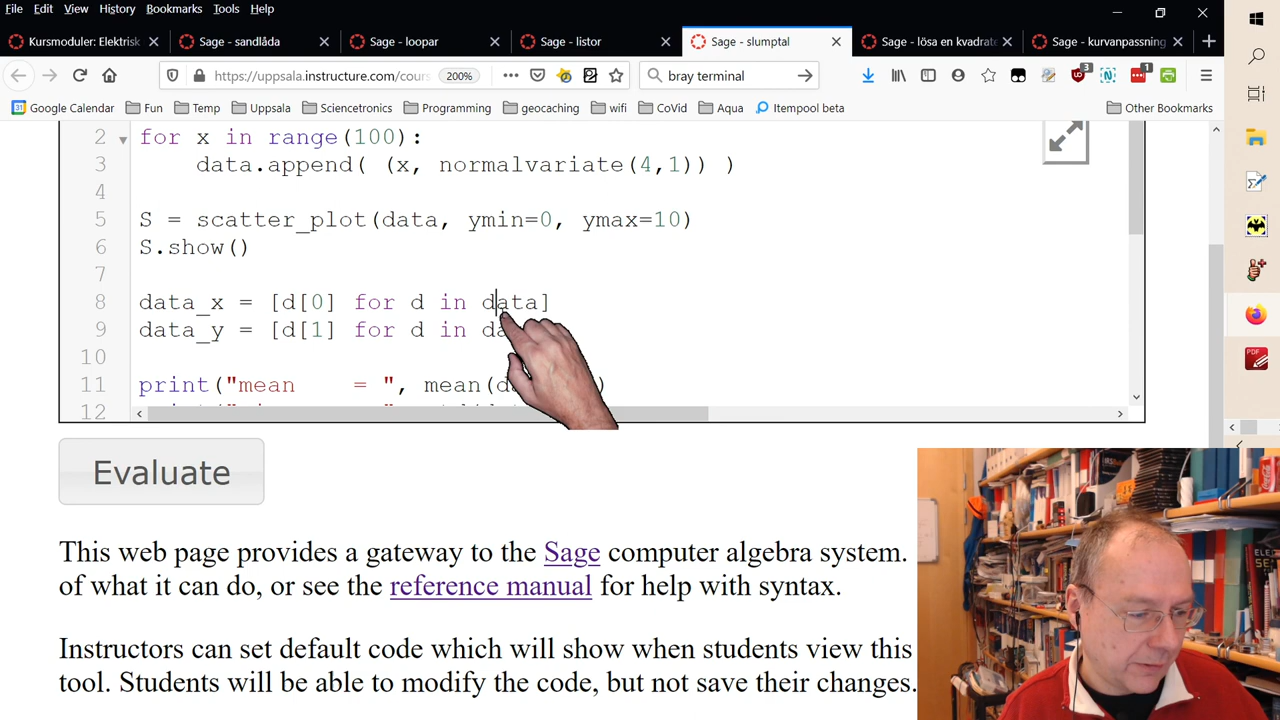 File Edit View History Bookmarks Tools Help
Kursmoduler: Elektrisk Sage - sandlåda Sage - loopar Sage - listor Sage - slumptal Sage - lösa en kvadrat Sage - kurvanpassning
https://uppsala.instructure.com/cours 200% bray terminal 3 1
Google Calendar Fun Temp Uppsala Sciencetronics Programming geocaching wifi CoVid Aqua Itempool beta Other Bookmarks
2 for x in range(100):
3 data.append( (x, normalvariate(4,1)) )
4
5 S = scatter_plot(data, ymin=0, ymax=10)
6 S.show()
7
8 data_x = [d[0] for d in data]
9 data_y = [d[1] for d in
10
11 print("mean = ", mean(
12
Evaluate
This web page provides a gateway to the Sage computer algebra system.
of what it can do, or see the reference manual for help with syntax.
Instructors can set default code which will show when students view this
tool. Students will be able to modify the code, but not save their changes.
PDF